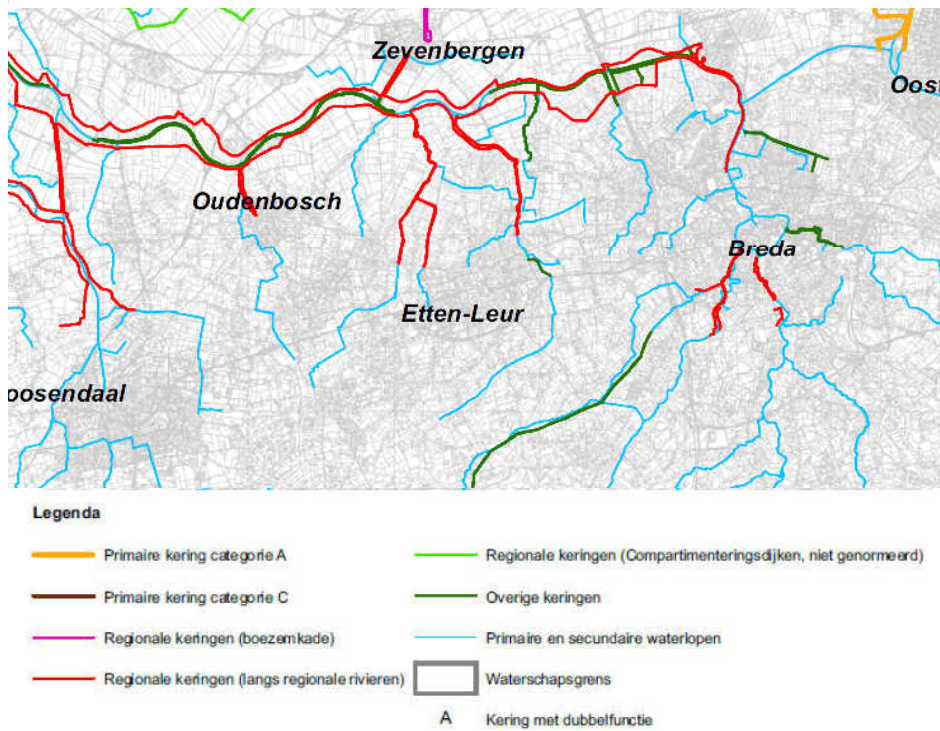 Zevenbergen
Oost
Oudenbosch
Breda
Etten-Leur
oosendaal
Legenda
Primaire kering categorie A
Primaire kering categorie C
Regionale keringen (boezemkade)
Regionale keringen (langs regionale rivieren)
Regionale keringen (Compartimenteringsdijken, niet genormeerd)
Overige keringen
Primaire en secundaire waterlopen
Waterschapsgrens
A Kering met dubbelfunctie